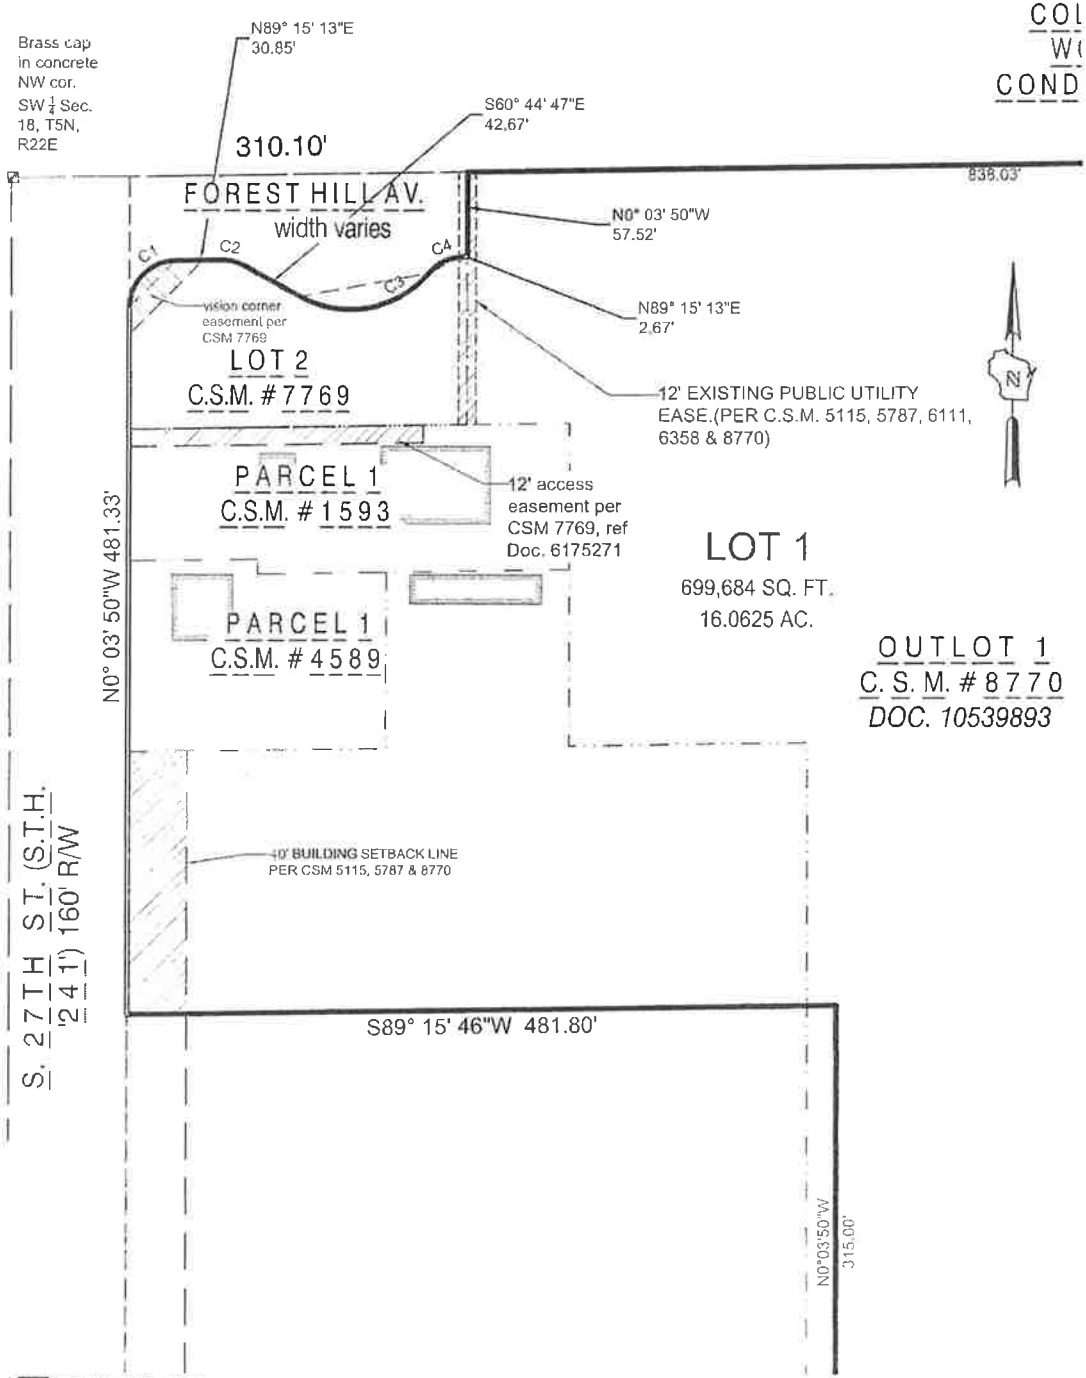 COL
W
COND
Brass cap
in concrete
NW cor.
SW 1/4 Sec.
18, T5N,
R22E
N89° 15' 13"E
30.85'
S60° 44' 47"E
42.67'
310.10'
838.03'
FOREST HILL AV.
width varies
N0° 03' 50"W
57.52'
C1
C2
C3
C4
N89° 15' 13"E
2.67'
vision corner
easement per
CSM 7769
LOT 2
C.S.M. # 7769
12' EXISTING PUBLIC UTILITY
EASE.(PER C.S.M. 5115, 5787, 6111,
6358 & 8770)
N
PARCEL 1
C.S.M. # 1593
12' access
easement per
CSM 7769, ref
Doc. 6175271
N0° 03' 50"W 481.33'
LOT 1
699,684 SQ. FT.
16.0625 AC.
PARCEL 1
C.S.M. # 4589
OUTLOT 1
C. S. M. # 8770
DOC. 10539893
S. 27TH ST. (S.T.H.
'241') 160' R/W
40' BUILDING SETBACK LINE
PER CSM 5115, 5787 & 8770
S89° 15' 46"W 481.80'
N0°03'50"W
315.00'